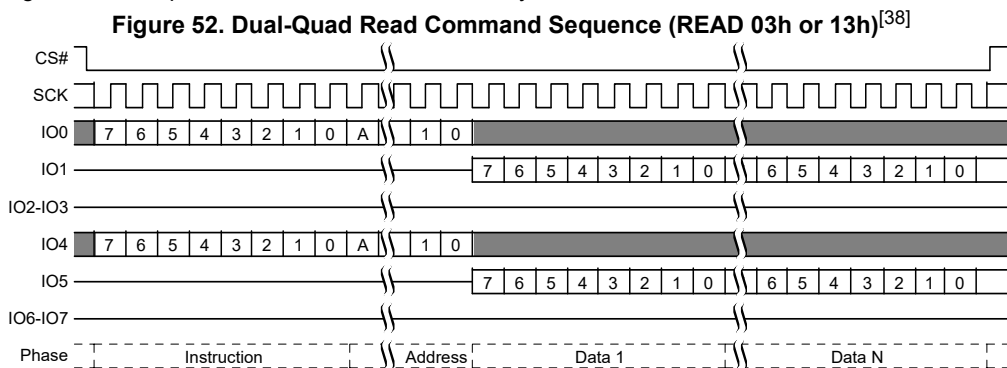 Figure 52. Dual-Quad Read Command Sequence (READ 03h or 13h)[38]
CS#
SCK
IO0 7 6 5 4 3 2 1 0 A 1 0
IO1 7 6 5 4 3 2 1 0 6 5 4 3 2 1 0
IO2-IO3
IO4 7 6 5 4 3 2 1 0 A 1 0
IO5 7 6 5 4 3 2 1 0 6 5 4 3 2 1 0
IO6-IO7
Phase Instruction Address Data 1 Data N